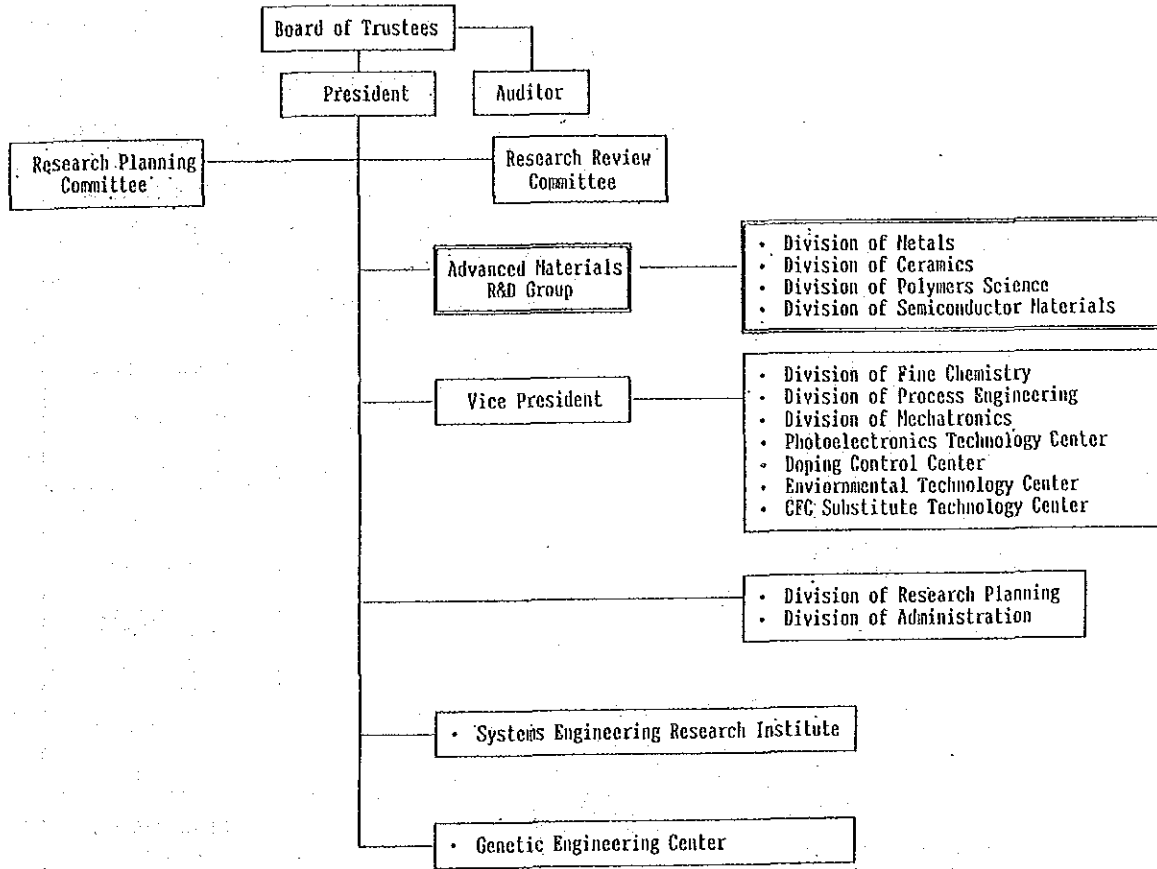 Board of Trustees
President
Auditor
Research Planning
Committee
Research Review
Committee
Advanced Materials
R&D Group
• Division of Metals
• Division of Ceramics
• Division of Polymers Science
• Division of Semiconductor Materials
Vice President
• Division of Fine Chemistry
• Division of Process Engineering
• Division of Mechatronics
• Photoelectronics Technology Center
• Doping Control Center
• Enviornmental Technology Center
• CFC Substitute Technology Center
• Division of Research Planning
• Division of Administration
• Systems Engineering Research Institute
• Genetic Engineering Center